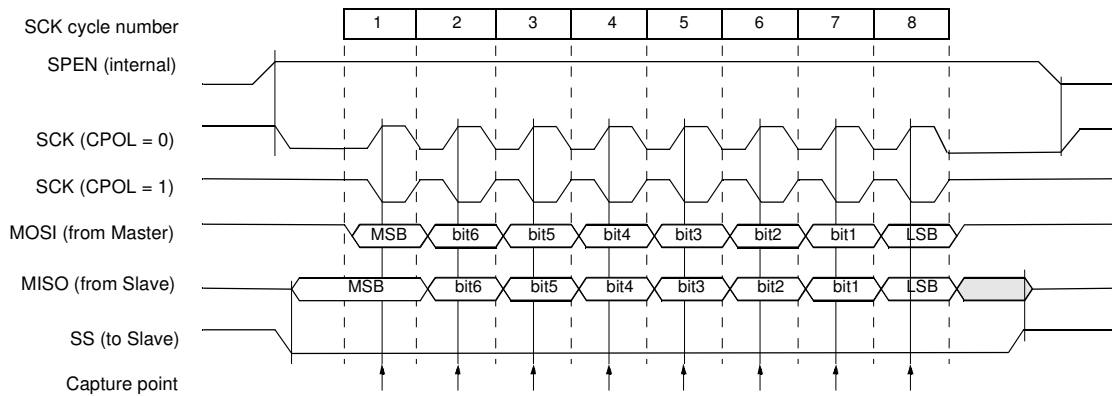 SCK cycle number 1 2 3 4 5 6 7 8
SPEN (internal)
SCK (CPOL = 0)
SCK (CPOL = 1)
MOSI (from Master) MSB bit6 bit5 bit4 bit3 bit2 bit1 LSB
MISO (from Slave) MSB bit6 bit5 bit4 bit3 bit2 bit1 LSB
SS (to Slave)
Capture point